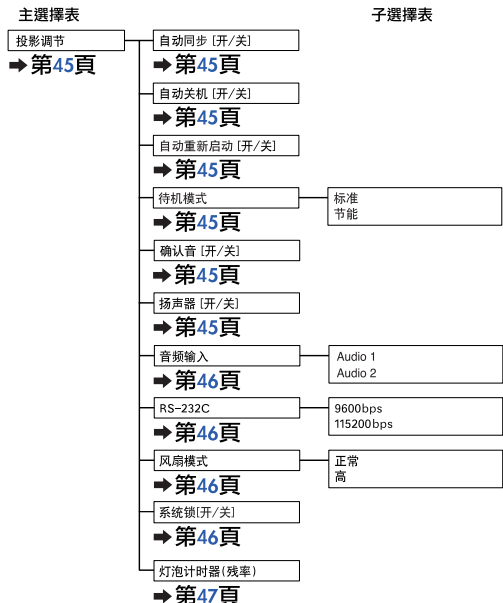 主選擇表
子選擇表
投影调节
➡ 第45頁
自动同步 [开/关]
➡ 第45頁
自动关机 [开/关]
➡ 第45頁
自动重新启动 [开/关]
➡ 第45頁
待机模式
➡ 第45頁
标准
节能
确认音 [开/关]
➡ 第45頁
扬声器 [开/关]
➡ 第45頁
音频输入
➡ 第46頁
Audio 1
Audio 2
RS-232C
➡ 第46頁
9600bps
115200bps
风扇模式
➡ 第46頁
正常
高
系统锁[开/关]
➡ 第46頁
灯泡计时器(残率)
➡ 第47頁